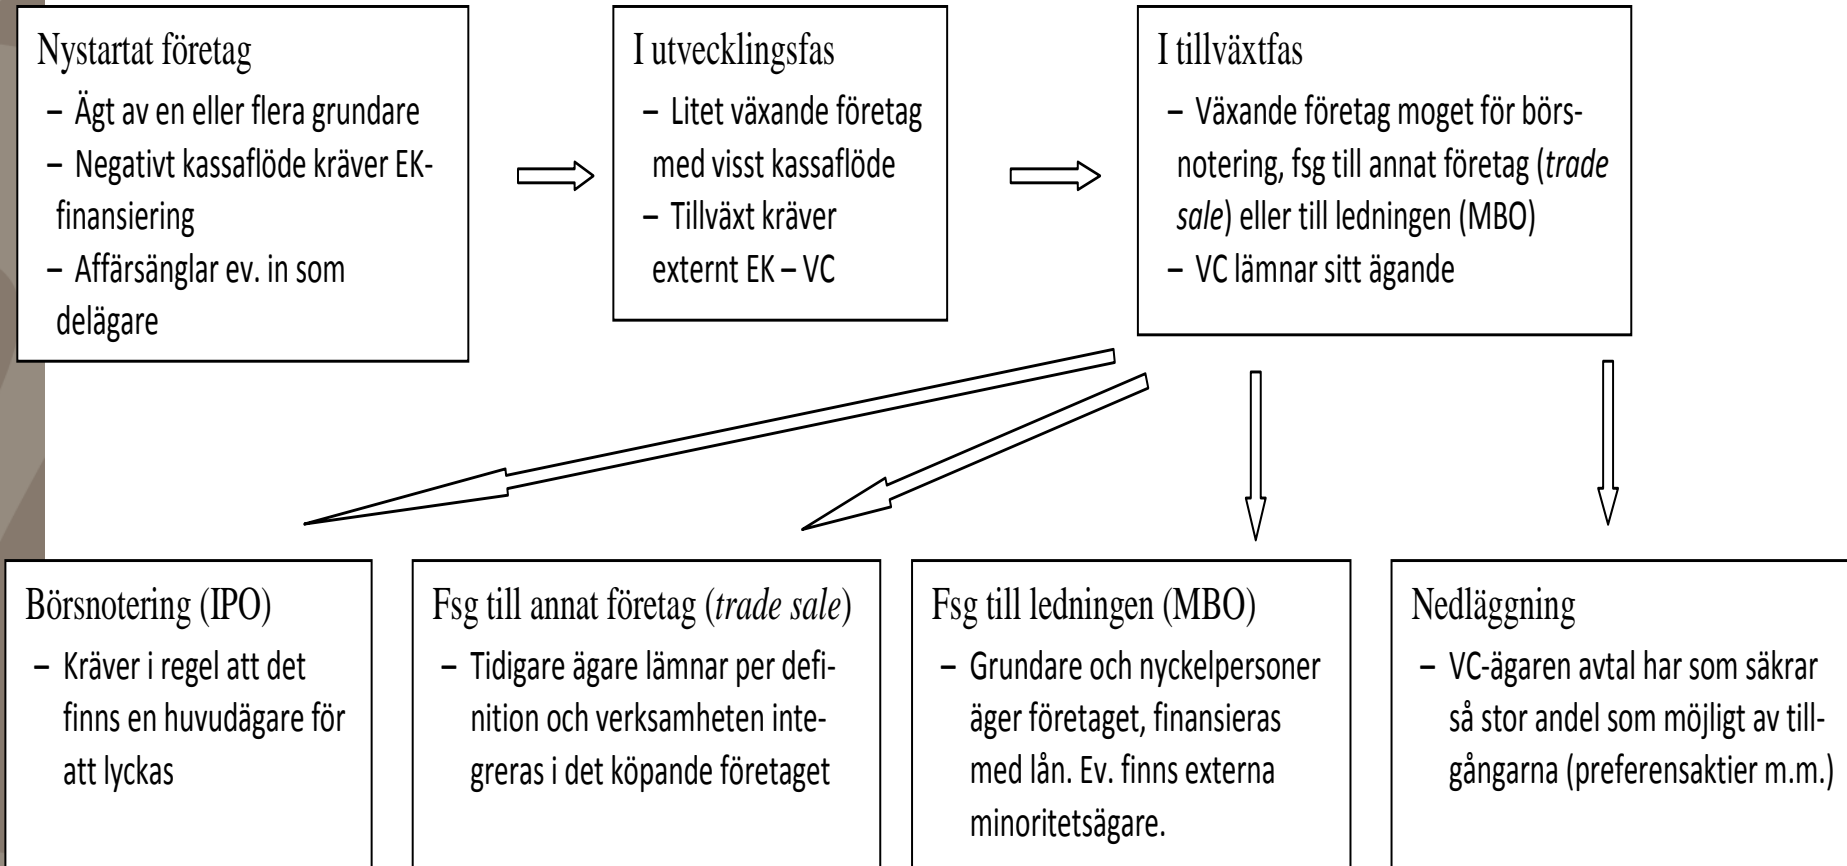 Nystartat företag
– Ägt av en eller flera grundare
– Negativt kassaflöde kräver EK-
finansiering
– Affärsänglar ev. in som
delägare
I utvecklingsfas
– Litet växande företag
med visst kassaflöde
– Tillväxt kräver
externt EK – VC
I tillväxtfas
– Växande företag moget för börs-
notering, fsg till annat företag (trade
sale) eller till ledningen (MBO)
– VC lämnar sitt ägande
Börsnotering (IPO)
– Kräver i regel att det
finns en huvudägare för
att lyckas
Fsg till annat företag (trade sale)
– Tidigare ägare lämnar per defi-
nition och verksamheten inte-
greras i det köpande företaget
Fsg till ledningen (MBO)
– Grundare och nyckelpersoner
äger företaget, finansieras
med lån. Ev. finns externa
minoritetsägare.
Nedläggning
– VC-ägaren avtal har som säkrar
så stor andel som möjligt av till-
gångarna (preferensaktier m.m.)